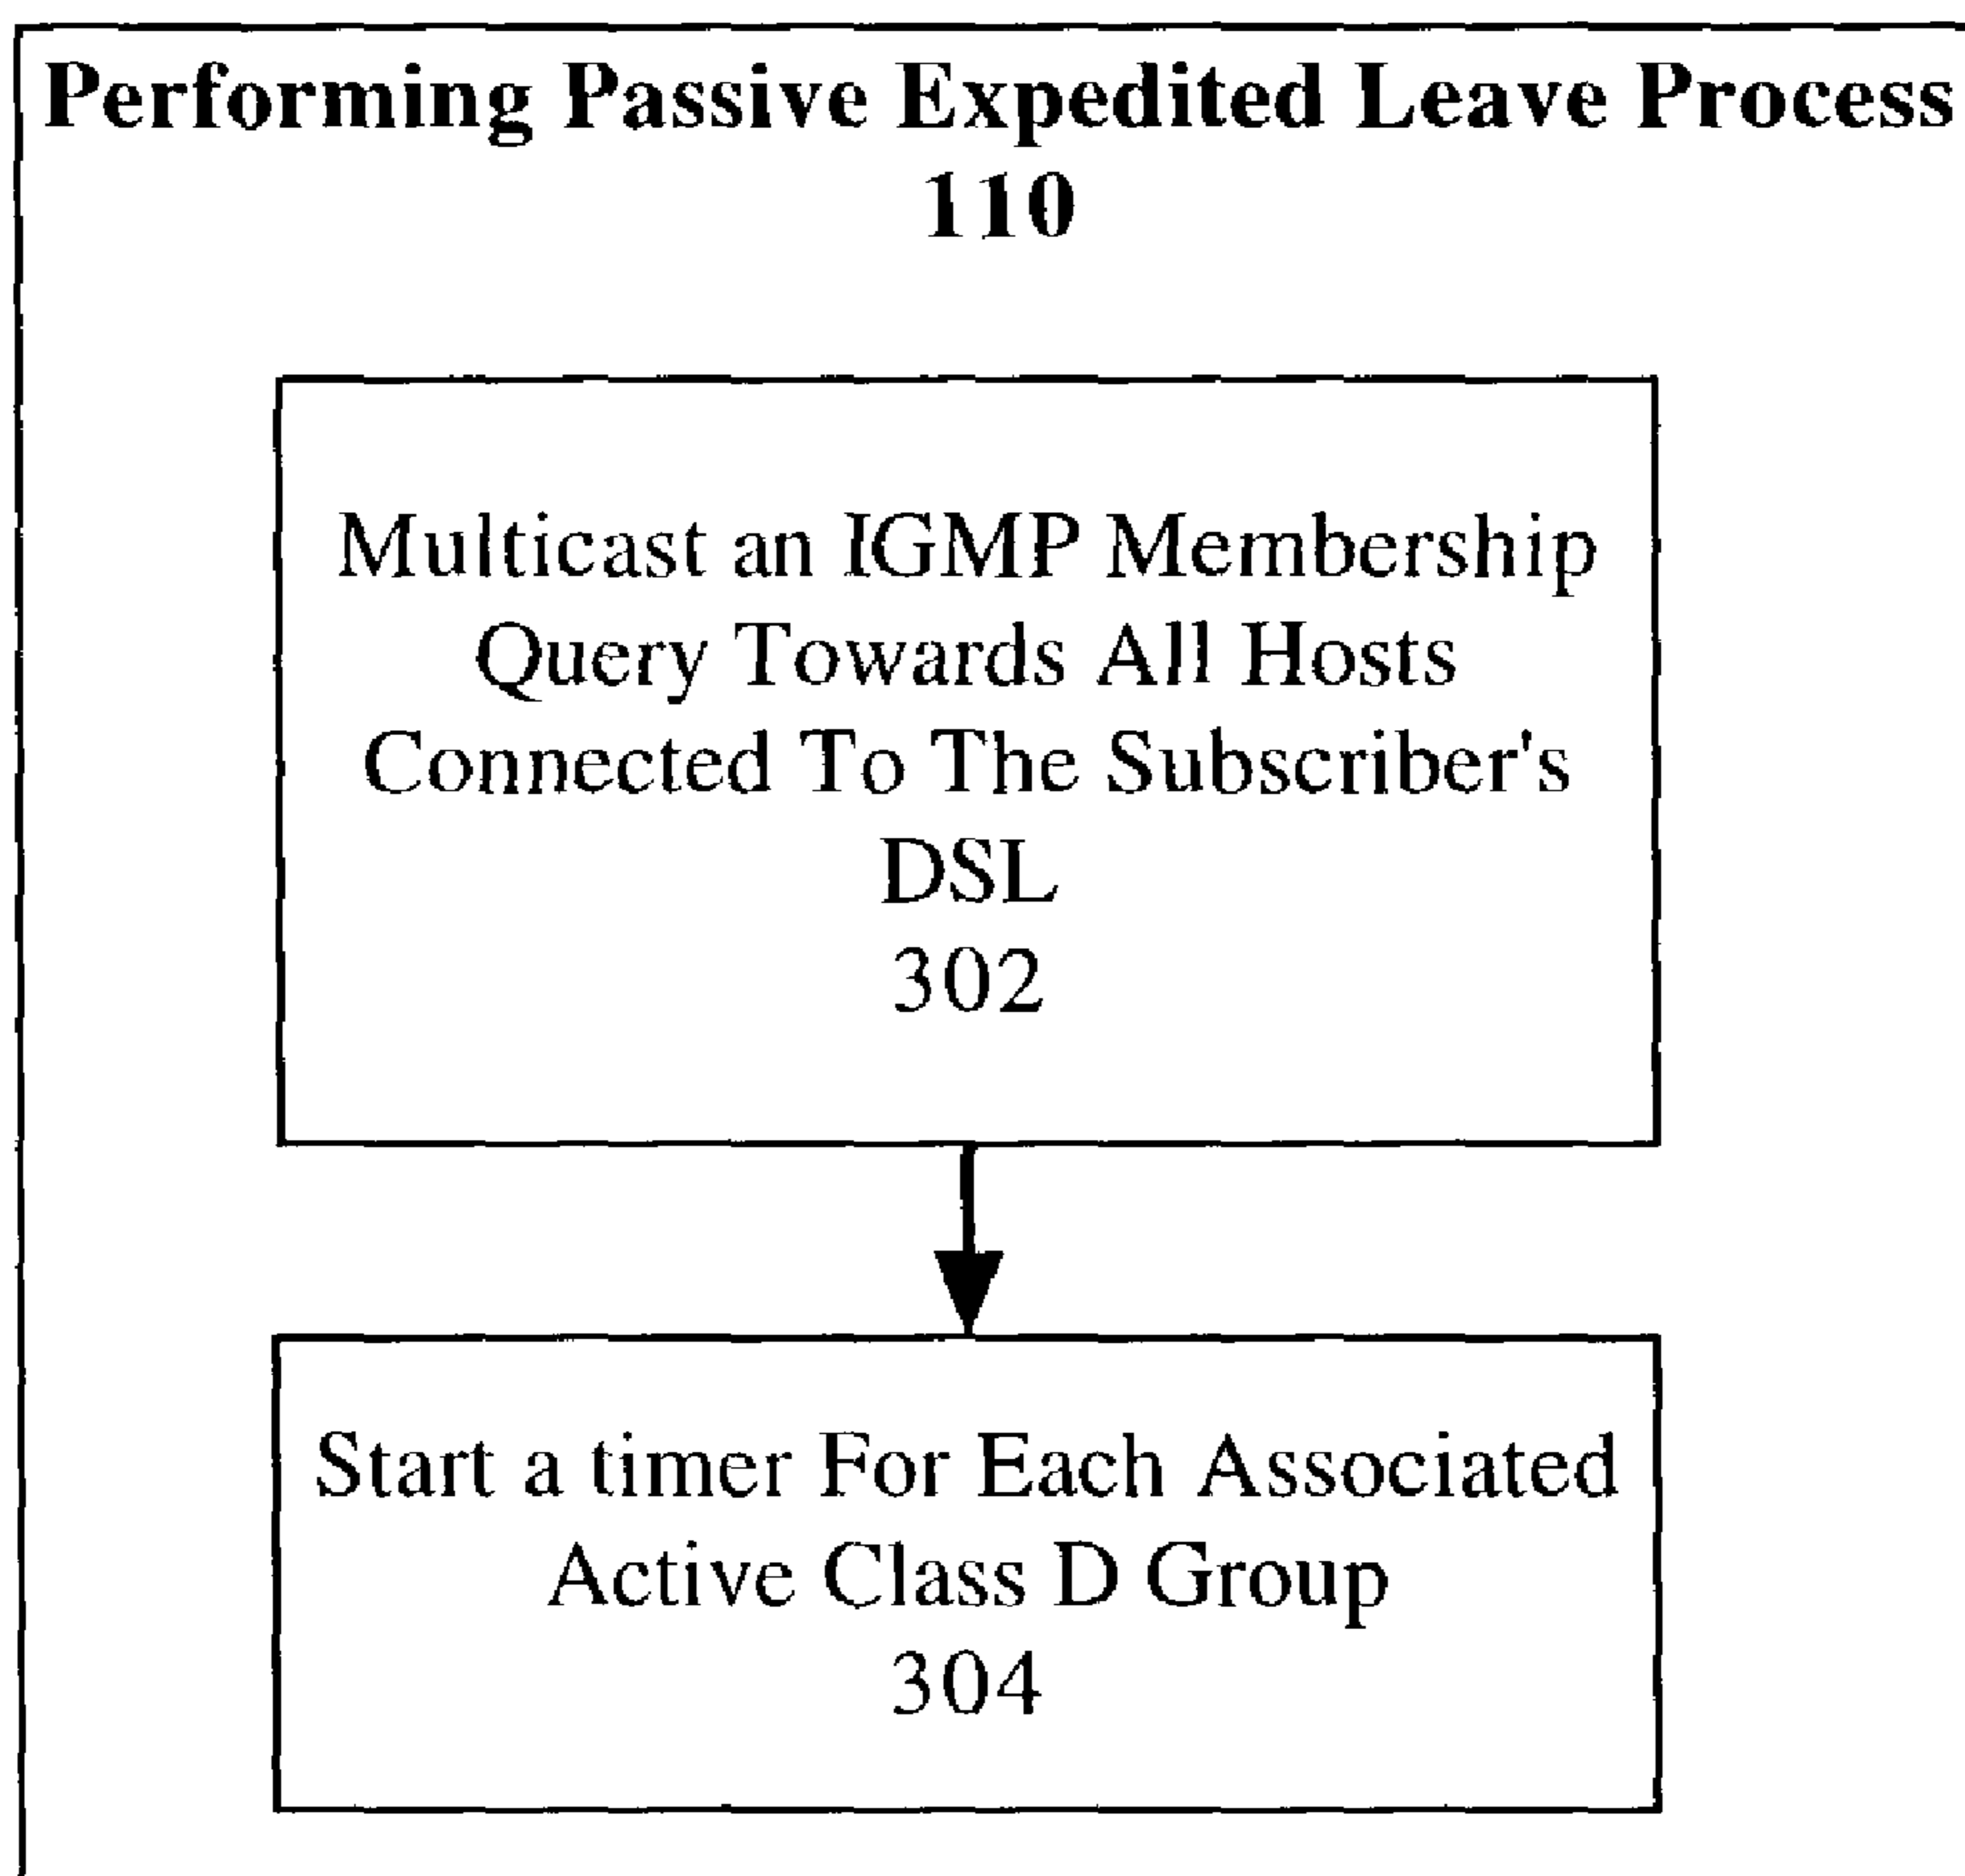 Performing Passive Expedited Leave Process
110
Multicast an IGMP Membership
Query Towards All Hosts
Connected To The Subscriber's
DSL
302
Start a timer For Each Associated
Active Class D Group
304